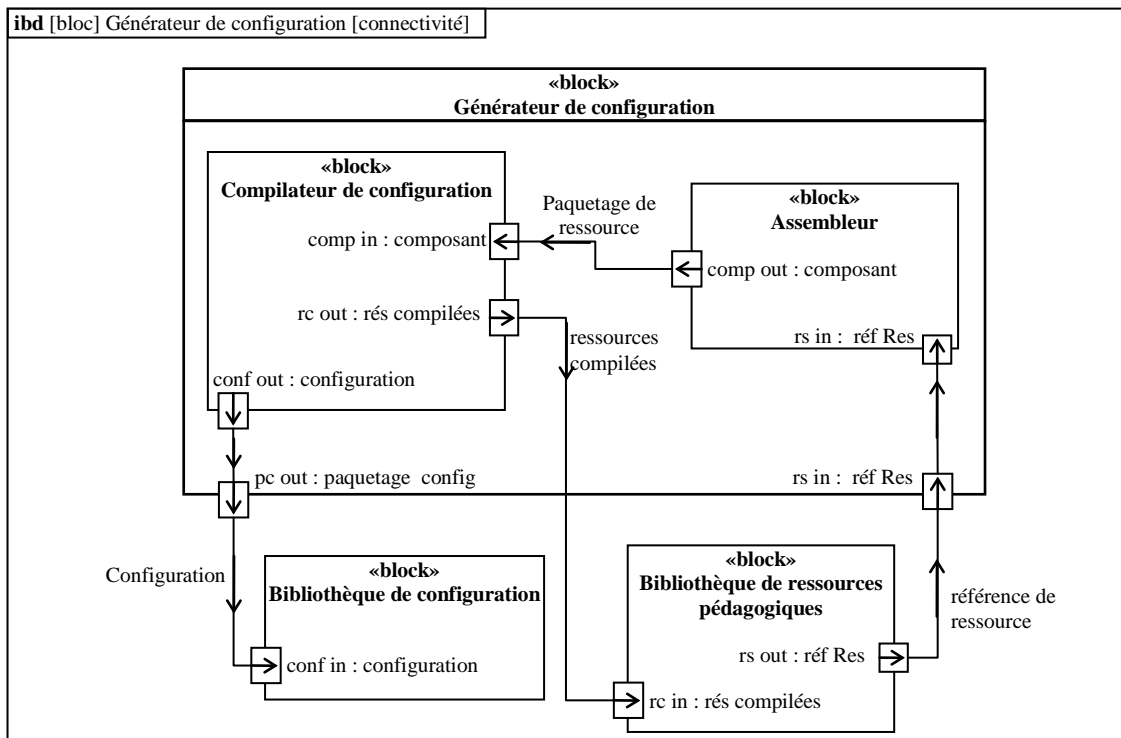 ibd [bloc] Générateur de configuration [connectivité]
«block»
Générateur de configuration
«block»
Compilateur de configuration
comp in : composant
rc out : rés compilées
conf out : configuration
Paquetage de
ressource
«block»
Assembleur
comp out : composant
rs in : réf Res
ressources
compilées
pc out : paquetage config
rs in : réf Res
Configuration
«block»
Bibliothèque de configuration
conf in : configuration
«block»
Bibliothèque de ressources
pédagogiques
rs out : réf Res
rc in : rés compilées
référence de
ressource